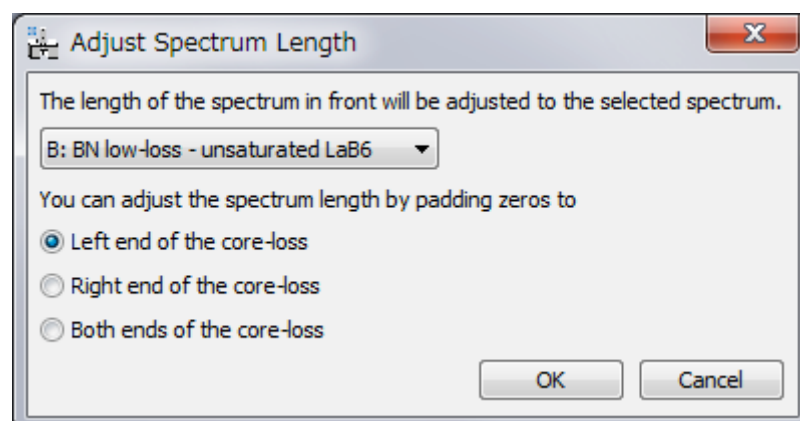 Adjust Spectrum Length
The length of the spectrum in front will be adjusted to the selected spectrum.
B: BN low-loss - unsaturated LaB6
You can adjust the spectrum length by padding zeros to
Left end of the core-loss
Right end of the core-loss
Both ends of the core-loss
OK Cancel